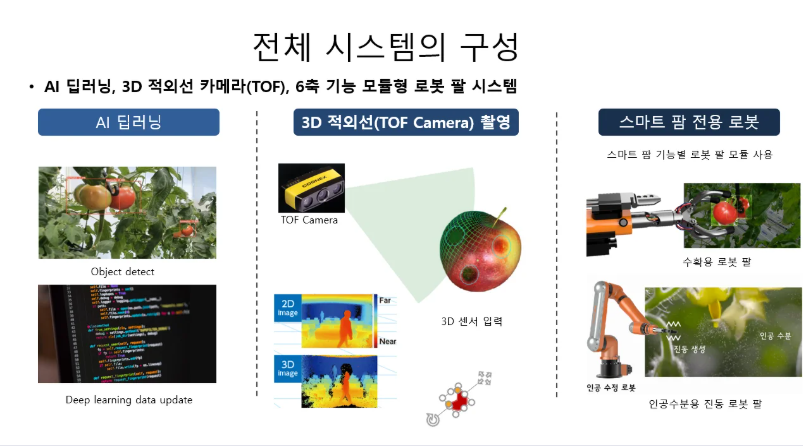 전체 시스템의 구성
• AI 딥러닝, 3D 적외선 카메라(TOF), 6축 기능 모듈형 로봇 팔 시스템
AI 딥러닝
Object detect
Deep learning data update
3D 적외선(TOF Camera) 촬영
TOF Camera
3D 센서 입력
2D
Image
Far
Near
3D
Image
스마트 팜 전용 로봇
스마트 팜 기능별 로봇 팔 모듈 사용
수확용 로봇 팔
진동 생성
인공 수분
인공 수정 로봇
인공수분용 진동 로봇 팔